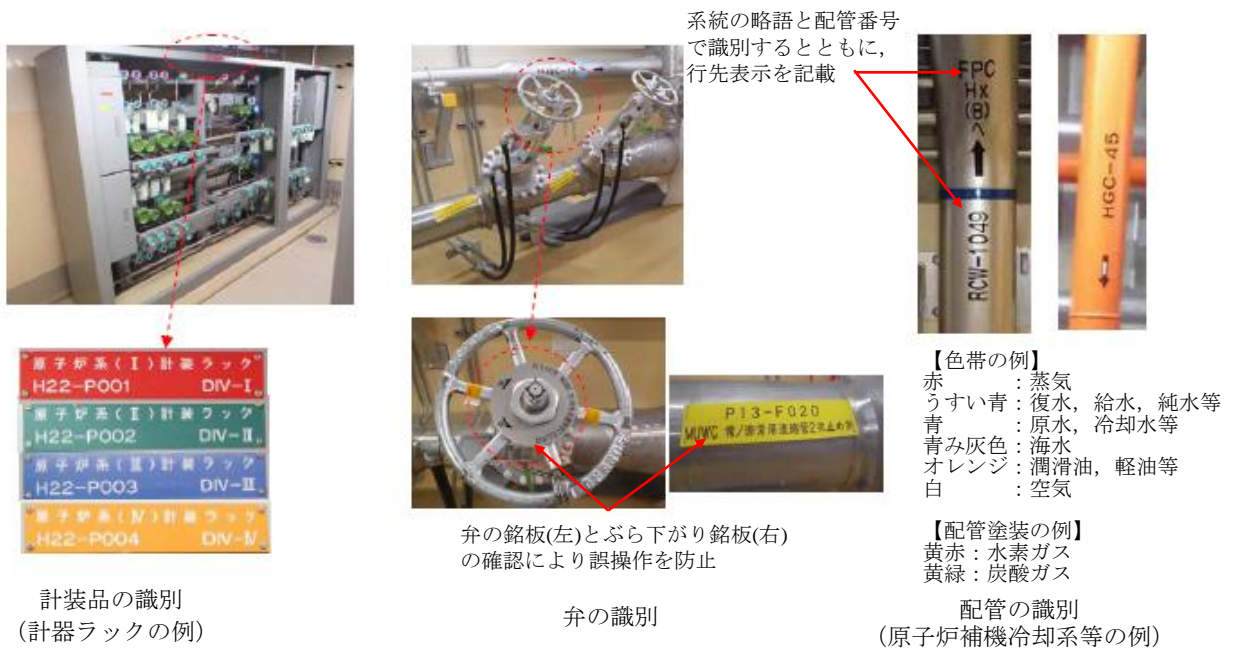 系統の略語と配管番号
で識別するとともに，
行先表示を記載
FPC
Hx
(8)へ
RCW-1049
HGC-45
原子炉系(Ⅰ)計装ラック
H22-P001 DIV-Ⅰ
原子炉系(Ⅱ)計装ラック
H22-P002 DIV-Ⅱ
原子炉系(Ⅲ)計装ラック
H22-P003 DIV-Ⅲ
原子炉系(Ⅳ)計装ラック
H22-P004 DIV-Ⅳ
P13-F020
MUWC
弁の銘板(左)とぶら下がり銘板(右)
の確認により誤操作を防止
【色帯の例】
赤　　　：蒸気
うすい青：復水，給水，純水等
青　　　：原水，冷却水等
青み灰色：海水
オレンジ：潤滑油，軽油等
白　　　：空気
【配管塗装の例】
黄赤：水素ガス
黄緑：炭酸ガス
計装品の識別
（計器ラックの例）
弁の識別
配管の識別
（原子炉補機冷却系等の例）